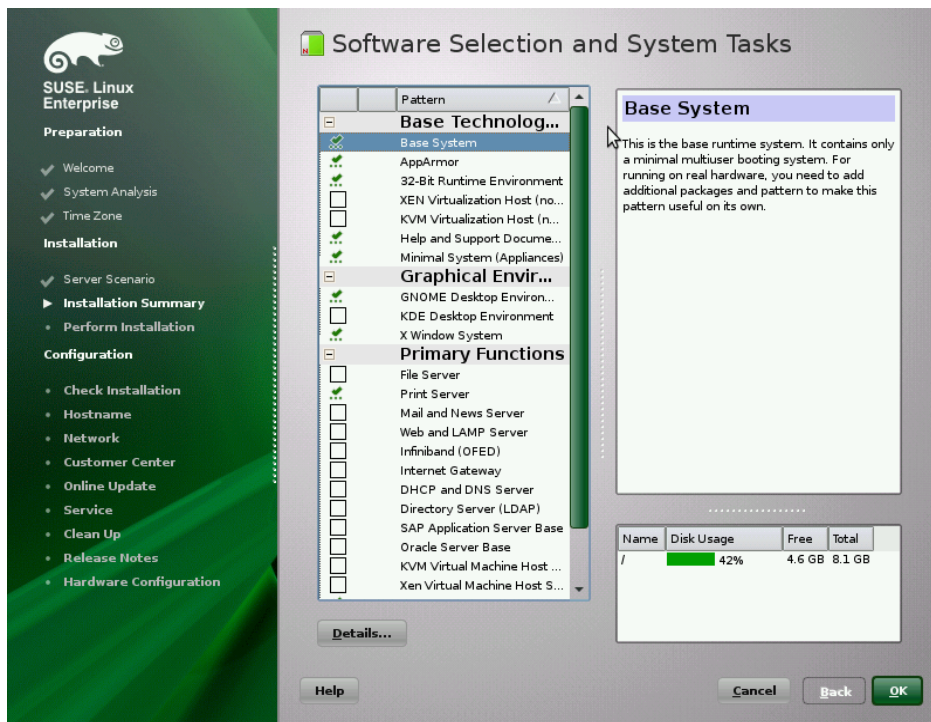 SUSE. Linux
Enterprise
Preparation
Welcome
System Analysis
Time Zone
Installation
Server Scenario
Installation Summary
Perform Installation
Configuration
Check Installation
Hostname
Network
Customer Center
Online Update
Service
Clean Up
Release Notes
Hardware Configuration
Software Selection and System Tasks
Pattern
Base Technolog...
Base System
AppArmor
32-Bit Runtime Environment
XEN Virtualization Host (no...
KVM Virtualization Host (n...
Help and Support Docume...
Minimal System (Appliances)
Graphical Envir...
GNOME Desktop Environ...
KDE Desktop Environment
X Window System
Primary Functions
File Server
Print Server
Mail and News Server
Web and LAMP Server
Infiniband (OFED)
Internet Gateway
DHCP and DNS Server
Directory Server (LDAP)
SAP Application Server Base
Oracle Server Base
KVM Virtual Machine Host ...
Xen Virtual Machine Host S...
Details...
Base System
This is the base runtime system. It contains only
a minimal multiuser booting system. For
running on real hardware, you need to add
additional packages and pattern to make this
pattern useful on its own.
Name Disk Usage Free Total
/ 42% 4.6 GB 8.1 GB
Help
Cancel
Back
OK